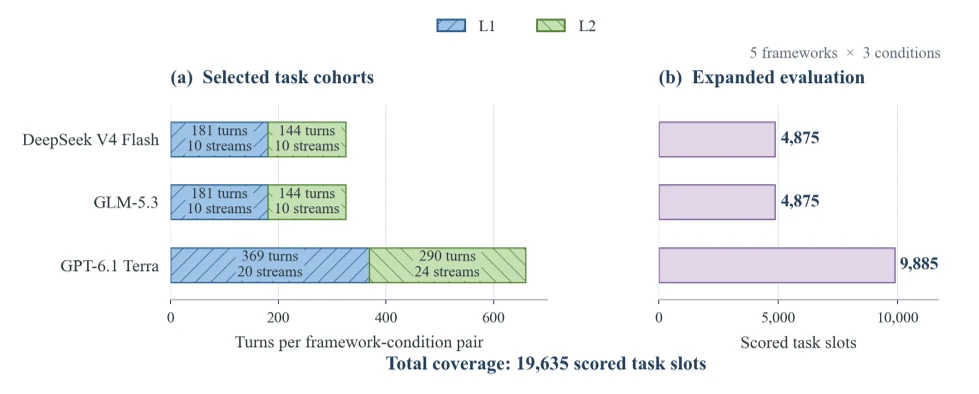 L1 L2
5 frameworks × 3 conditions
(a) Selected task cohorts
(b) Expanded evaluation
DeepSeek V4 Flash
181 turns
10 streams
144 turns
10 streams
4,875
GLM-5.3
181 turns
10 streams
144 turns
10 streams
4,875
GPT-6.1 Terra
369 turns
20 streams
290 turns
24 streams
9,885
0 200 400 600
0 5,000 10,000
Turns per framework-condition pair
Scored task slots
Total coverage: 19,635 scored task slots